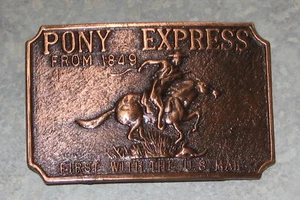 PONY EXPRESS
FROM 1849
FIRST WITH THE U.S. MAIL